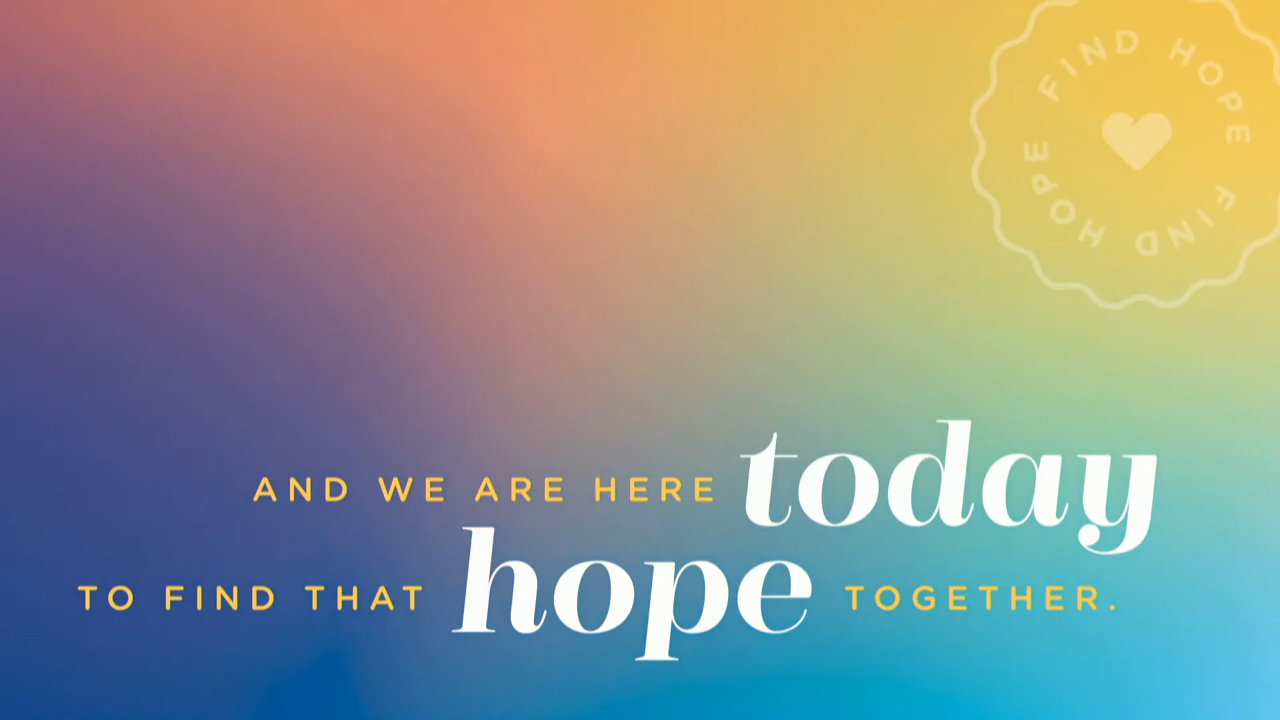 FIND HOPE FIND HOPE
AND WE ARE HERE today
TO FIND THAT hope TOGETHER.